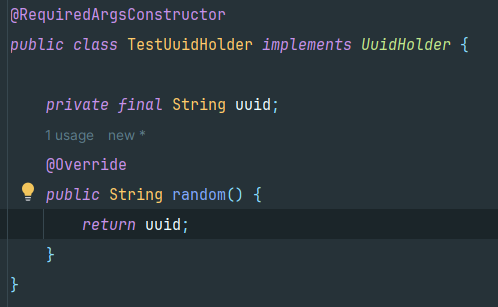 @RequiredArgsConstructor
public class TestUuidHolder implements UuidHolder {
private final String uuid;
1 usage new *
@Override
public String random() {
return uuid;
}
}